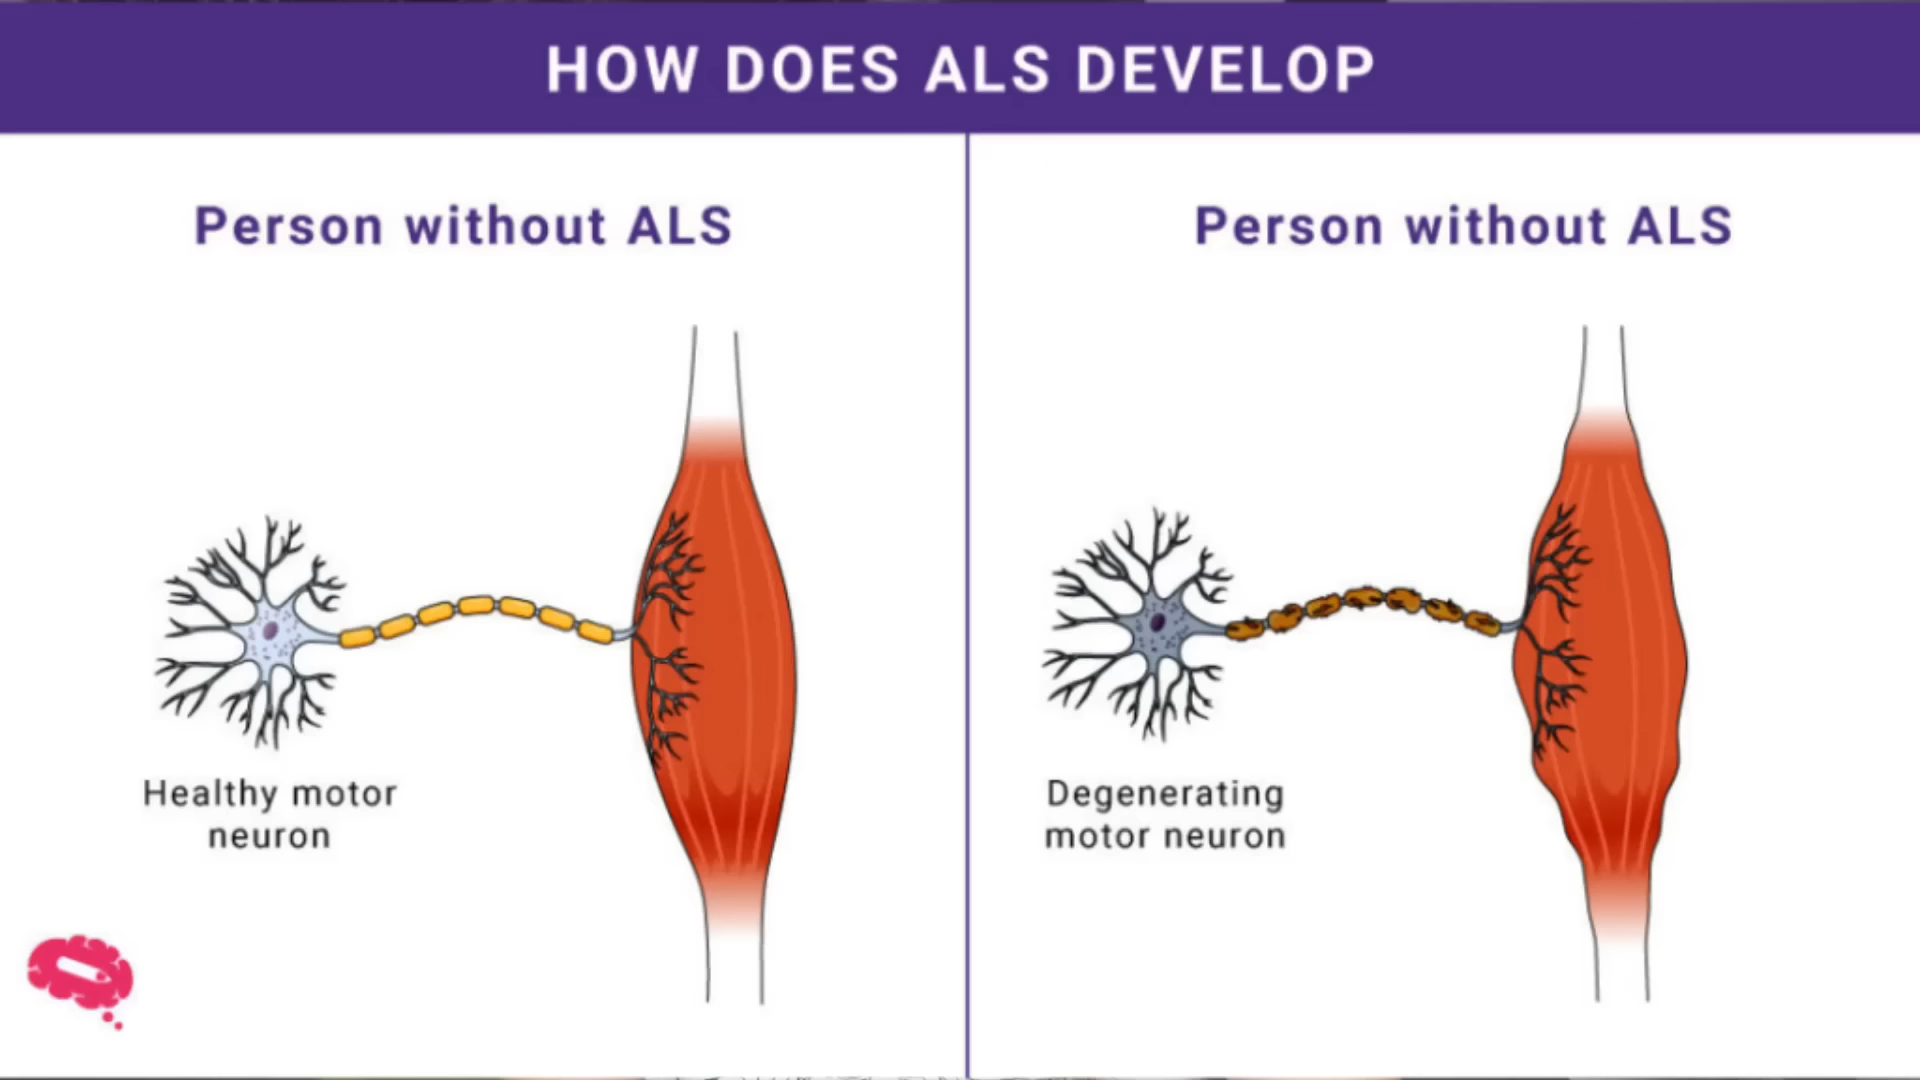 HOW DOES ALS DEVELOP
Person without ALS
Person without ALS
Healthy motor
neuron
Degenerating
motor neuron